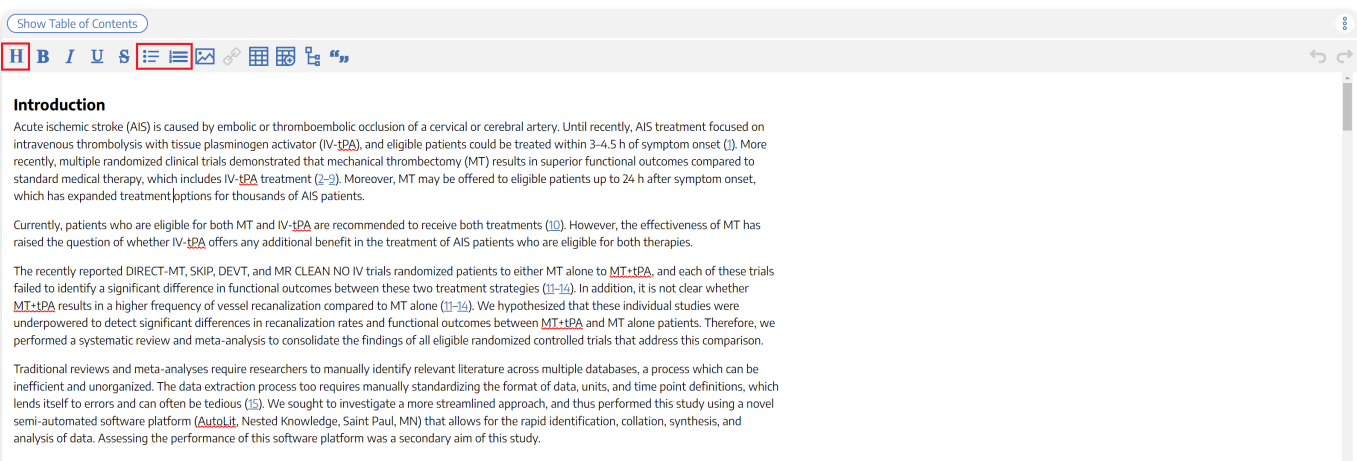 Show Table of Contents
H B I U S
Introduction
Acute ischemic stroke (AIS) is caused by embolic or thromboembolic occlusion of a cervical or cerebral artery. Until recently, AIS treatment focused on
intravenous thrombolysis with tissue plasminogen activator (IV-tPA), and eligible patients could be treated within 3–4.5 h of symptom onset (1). More
recently, multiple randomized clinical trials demonstrated that mechanical thrombectomy (MT) results in superior functional outcomes compared to
standard medical therapy, which includes IV-tPA treatment (2–9). Moreover, MT may be offered to eligible patients up to 24 h after symptom onset,
which has expanded treatment options for thousands of AIS patients.
Currently, patients who are eligible for both MT and IV-tPA are recommended to receive both treatments (10). However, the effectiveness of MT has
raised the question of whether IV-tPA offers any additional benefit in the treatment of AIS patients who are eligible for both therapies.
The recently reported DIRECT-MT, SKIP, DEVT, and MR CLEAN NO IV trials randomized patients to either MT alone to MT+tPA, and each of these trials
failed to identify a significant difference in functional outcomes between these two treatment strategies (11–14). In addition, it is not clear whether
MT+tPA results in a higher frequency of vessel recanalization compared to MT alone (11–14). We hypothesized that these individual studies were
underpowered to detect significant differences in recanalization rates and functional outcomes between MT+tPA and MT alone patients. Therefore, we
performed a systematic review and meta-analysis to consolidate the findings of all eligible randomized controlled trials that address this comparison.
Traditional reviews and meta-analyses require researchers to manually identify relevant literature across multiple databases, a process which can be
inefficient and unorganized. The data extraction process too requires manually standardizing the format of data, units, and time point definitions, which
lends itself to errors and can often be tedious (15). We sought to investigate a more streamlined approach, and thus performed this study using a novel
semi-automated software platform (AutoLit, Nested Knowledge, Saint Paul, MN) that allows for the rapid identification, collation, synthesis, and
analysis of data. Assessing the performance of this software platform was a secondary aim of this study.